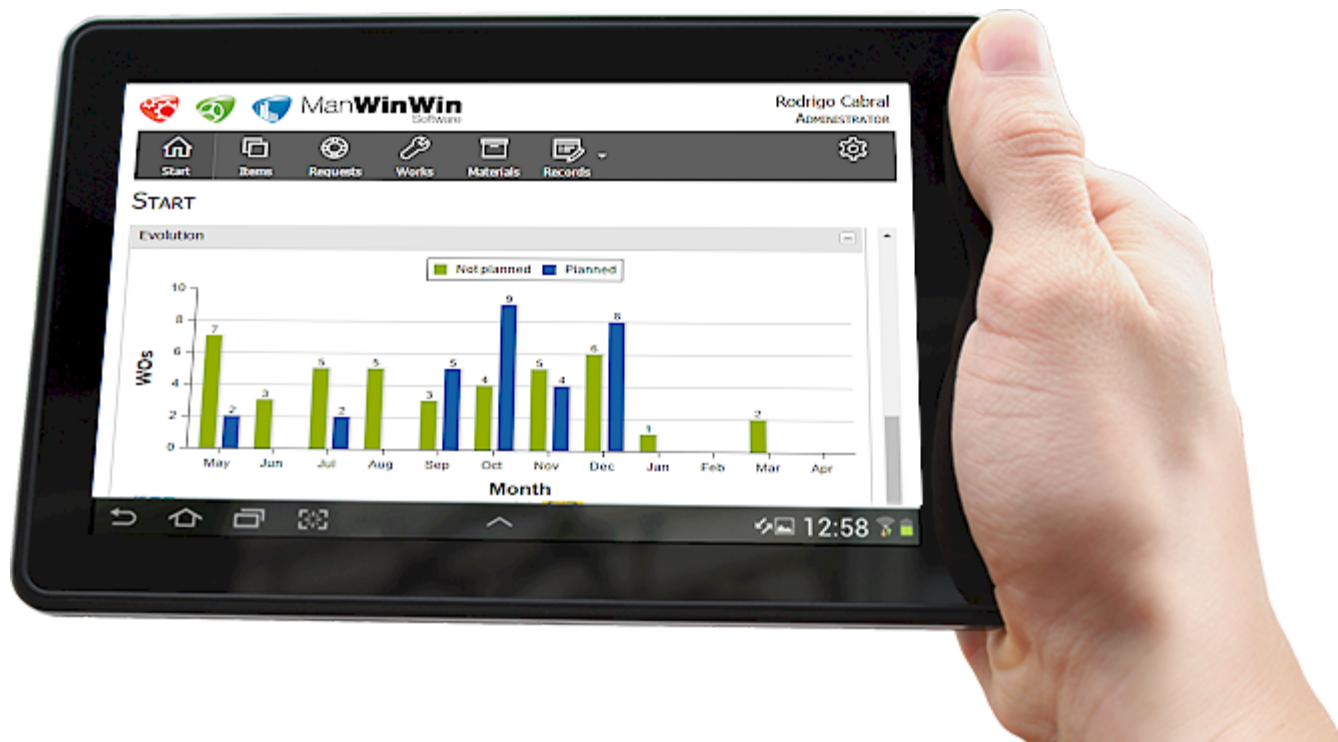 ManWinWin
Software
Rodrigo Cabral
Administrator
Start Items Requests Works Materials Records
Start
Evolution
Not planned Planned
10
8
6
4
2
0
WOs
7 2 3 5 2 5 3 5 4 9 5 4 6 8 1 2
May Jun Jul Aug Sep Oct Nov Dec Jan Feb Mar Apr
Month
12:58